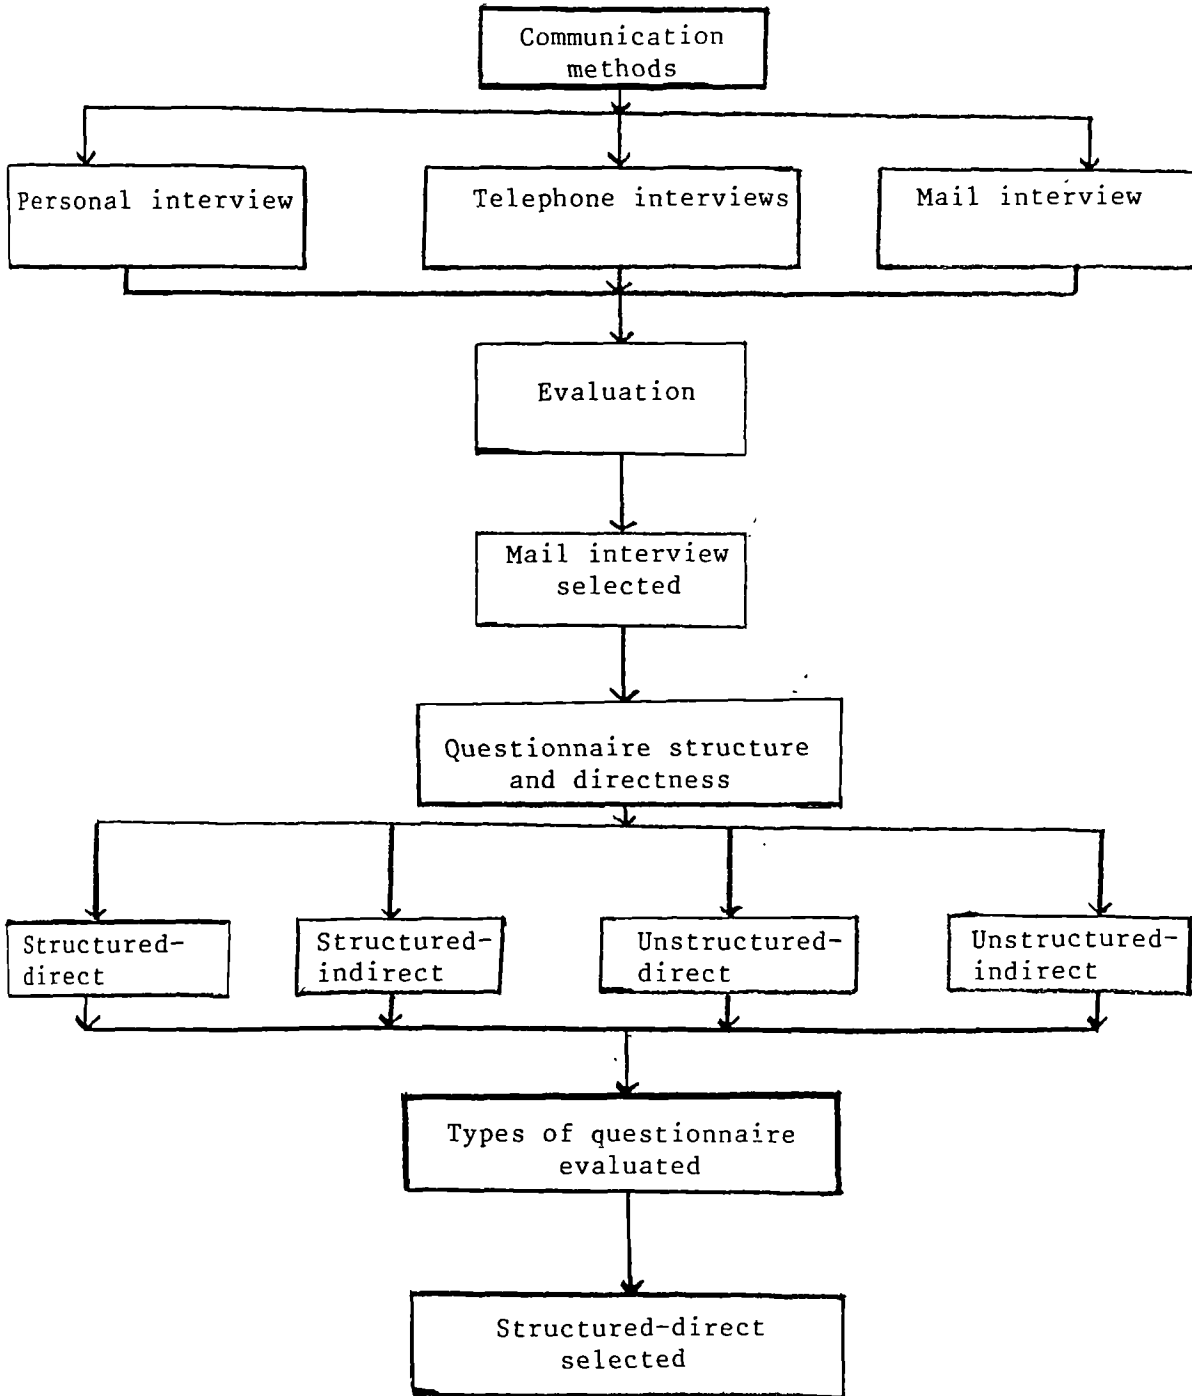 Communication
methods
Personal interview
Telephone interviews
Mail interview
Evaluation
Mail interview
selected
Questionnaire structure
and directness
Structured-
direct
Structured-
indirect
Unstructured-
direct
Unstructured-
indirect
Types of questionnaire
evaluated
Structured-direct
selected